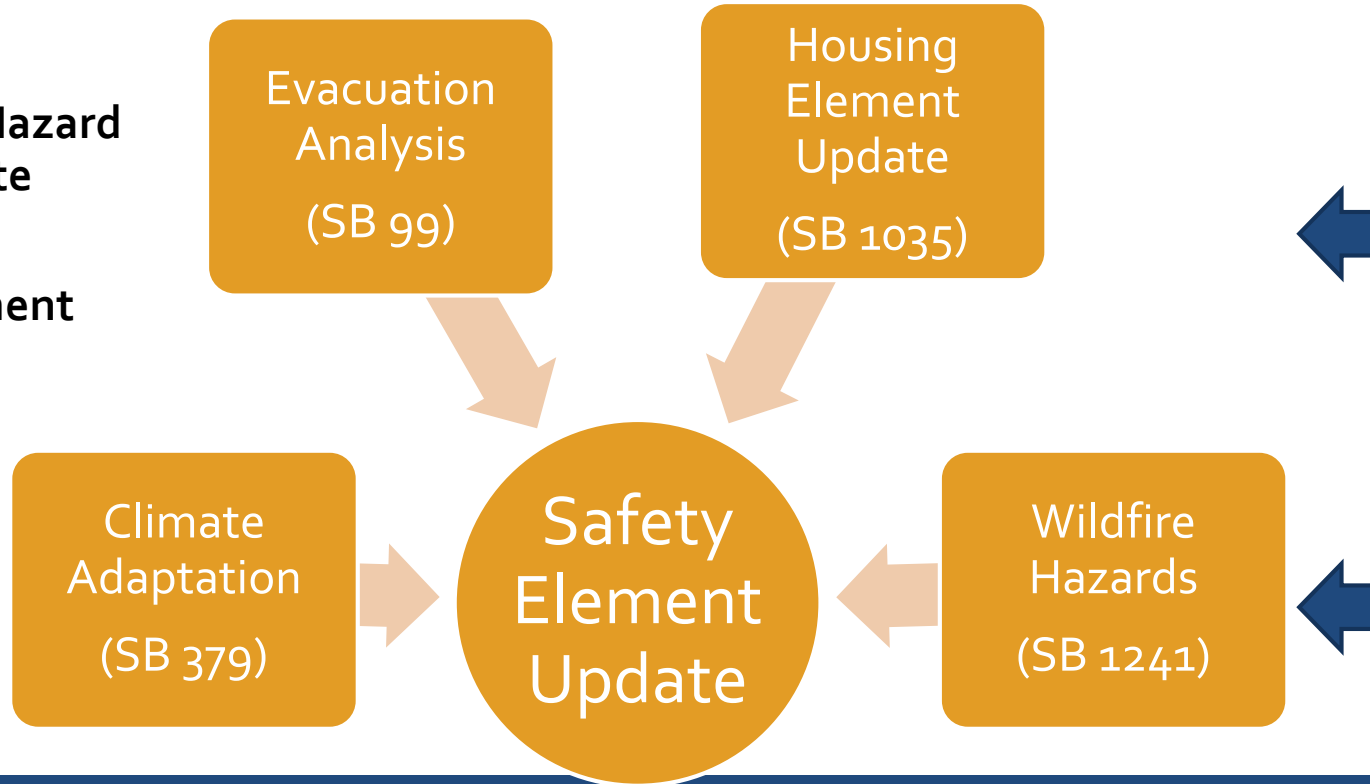 Evacuation
Analysis
(SB 99)
Housing
Element
Update
(SB 1035)
Climate
Adaptation
(SB 379)
Safety
Element
Update
Wildfire
Hazards
(SB 1241)